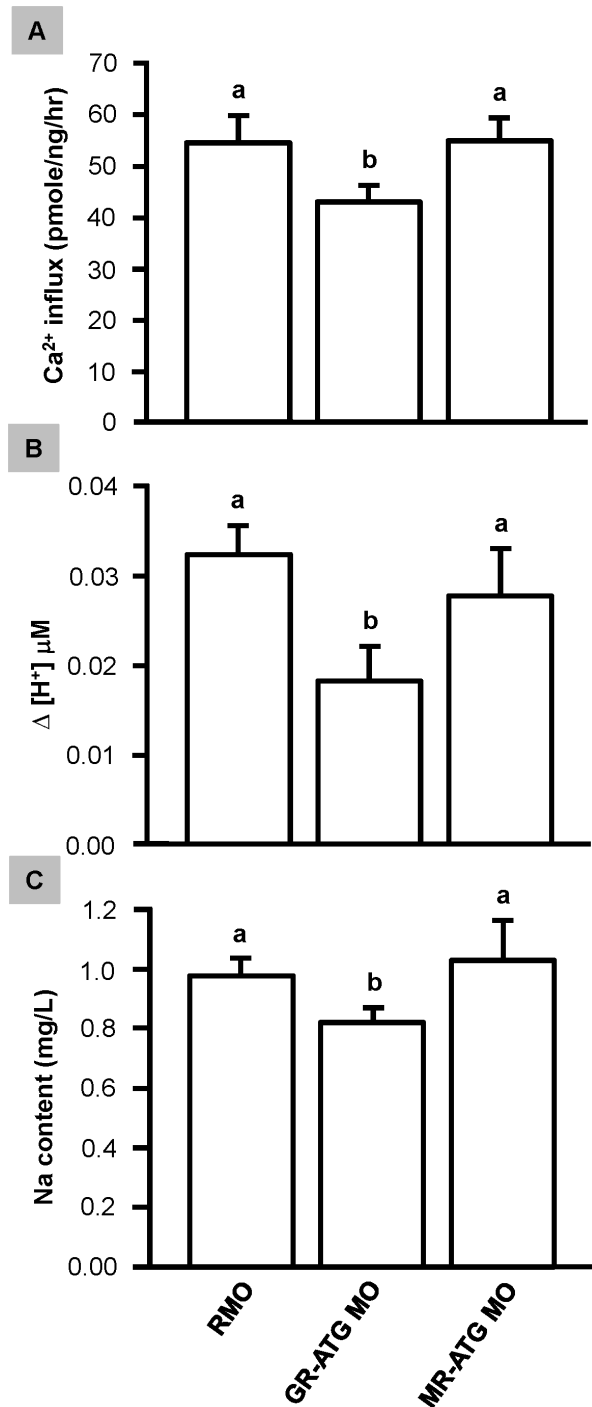 A
70
60
50
40
30
20
10
0
Ca²⁺ influx (pmole/ng/hr)
a
b
a
B
0.04
0.03
0.02
0.01
0.00
Δ [H⁺] μM
a
b
a
C
1.2
1.0
0.8
0.6
0.4
0.2
0.00
Na content (mg/L)
a
b
a
RMO
GR-ATG MO
MR-ATG MO